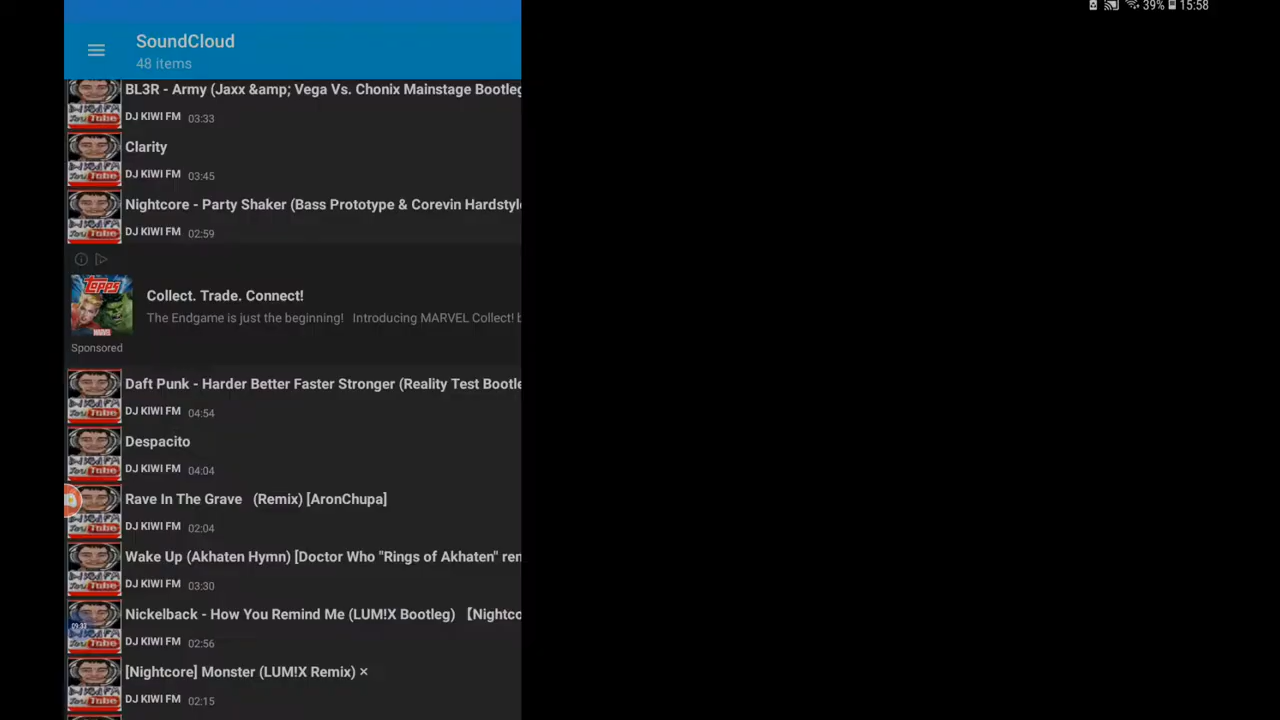 39% 15:58
SoundCloud
48 items
BL3R - Army (Jaxx &amp; Vega Vs. Chonix Mainstage Bootleg
DJ KIWI FM 03:33
Clarity
DJ KIWI FM 03:45
Nightcore - Party Shaker (Bass Prototype & Corevin Hardstyle
DJ KIWI FM 02:59
Topps
MARVEL
Collect. Trade. Connect!
The Endgame is just the beginning! Introducing MARVEL Collect! b
Sponsored
Daft Punk - Harder Better Faster Stronger (Reality Test Bootle
DJ KIWI FM 04:54
Despacito
DJ KIWI FM 04:04
Rave In The Grave (Remix) [AronChupa]
DJ KIWI FM 02:04
Wake Up (Akhaten Hymn) [Doctor Who "Rings of Akhaten" rem
DJ KIWI FM 03:30
Nickelback - How You Remind Me (LUM!X Bootleg) 【Nightco
DJ KIWI FM 02:56
[Nightcore] Monster (LUM!X Remix) ×
DJ KIWI FM 02:15